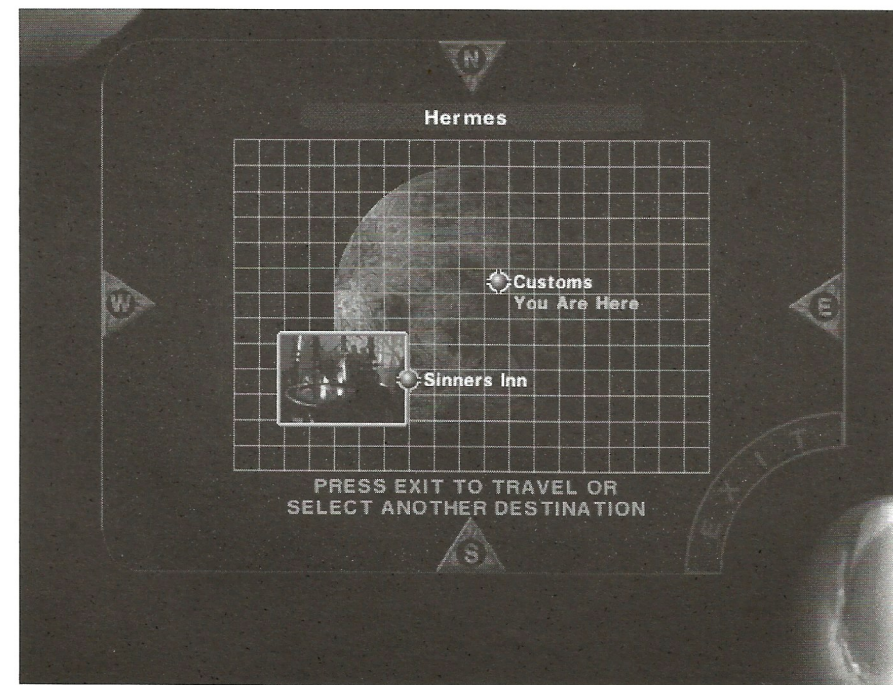 N
Hermes
Customs
You Are Here
W
E
Sinners Inn
PRESS EXIT TO TRAVEL OR
SELECT ANOTHER DESTINATION
EXIT
S